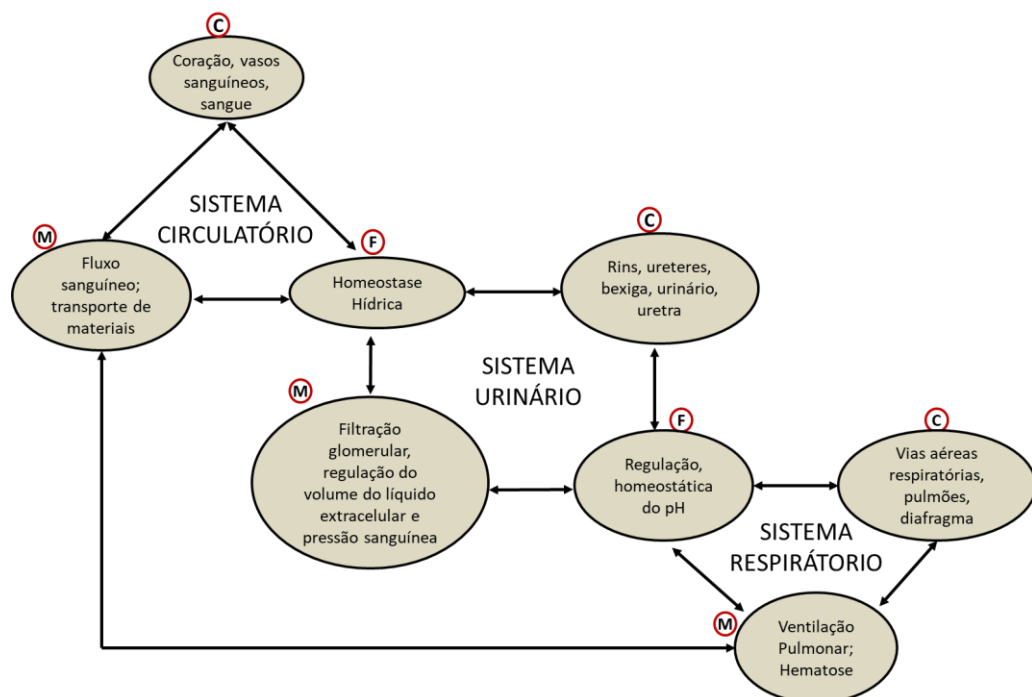 C
Coração, vasos
sanguíneos,
sangue
SISTEMA
CIRCULATÓRIO
M
Fluxo
sanguíneo;
transporte de
materiais
F
Homeostase
Hídrica
C
Rins, ureteres,
bexiga, urinário,
uretra
SISTEMA
URINÁRIO
M
Filtração
glomerular,
regulação do
volume do líquido
extracelular e
pressão sanguínea
F
Regulação,
homeostática
do pH
C
Vias aéreas
respiratórias,
pulmões,
diafragma
SISTEMA
RESPIRÁTORIO
M
Ventilação
Pulmonar;
Hematose